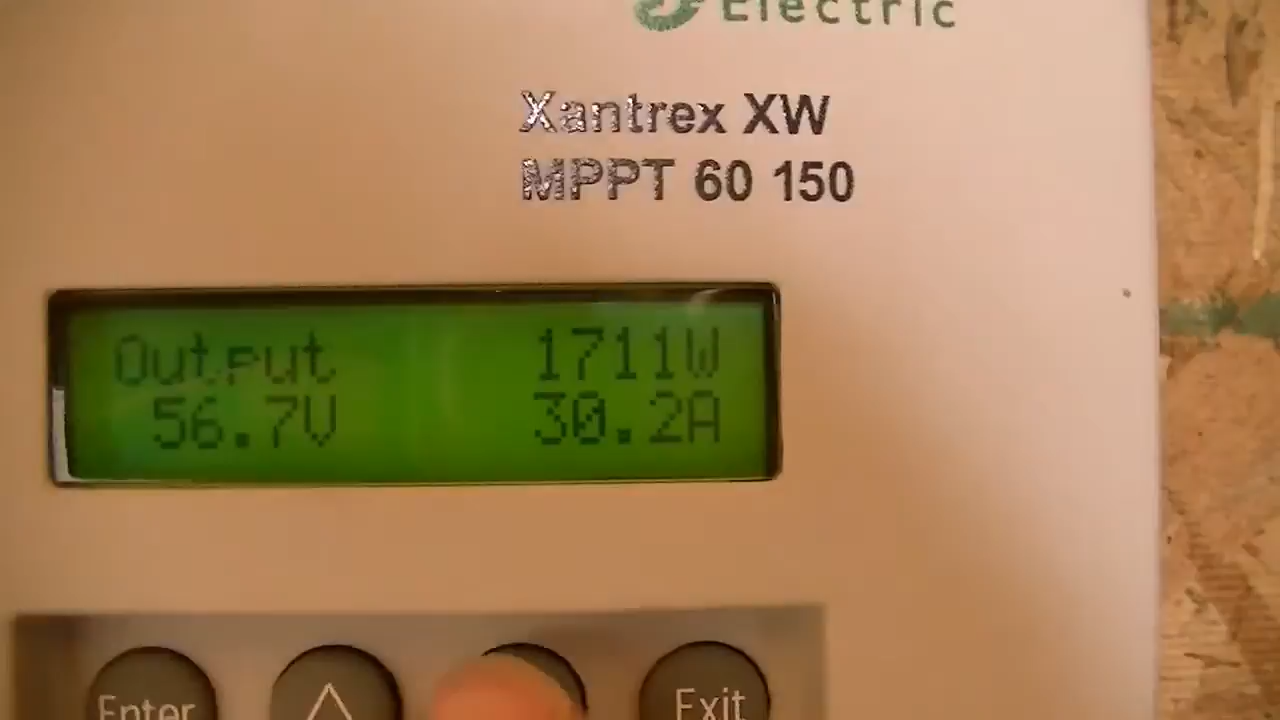 Electric
Xantrex XW
MPPT 60 150
Output 1711W
56.7V 30.2A
Enter
Exit